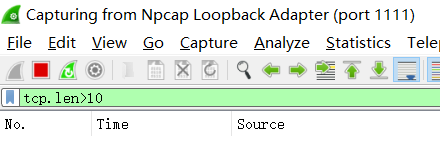 Capturing from Npcap Loopback Adapter (port 1111)
File Edit View Go Capture Analyze Statistics Telep
tcp.len>10
No. Time Source